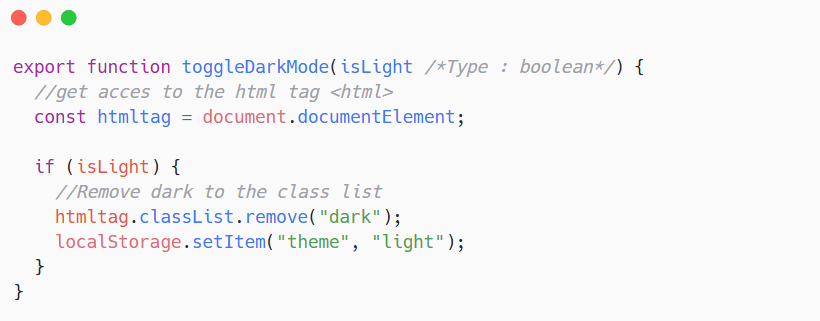 export function toggleDarkMode(isLight /*Type : boolean*/) {
//get acces to the html tag <html>
const htmltag = document.documentElement;
if (isLight) {
//Remove dark to the class list
htmltag.classList.remove("dark");
localStorage.setItem("theme", "light");
}
}